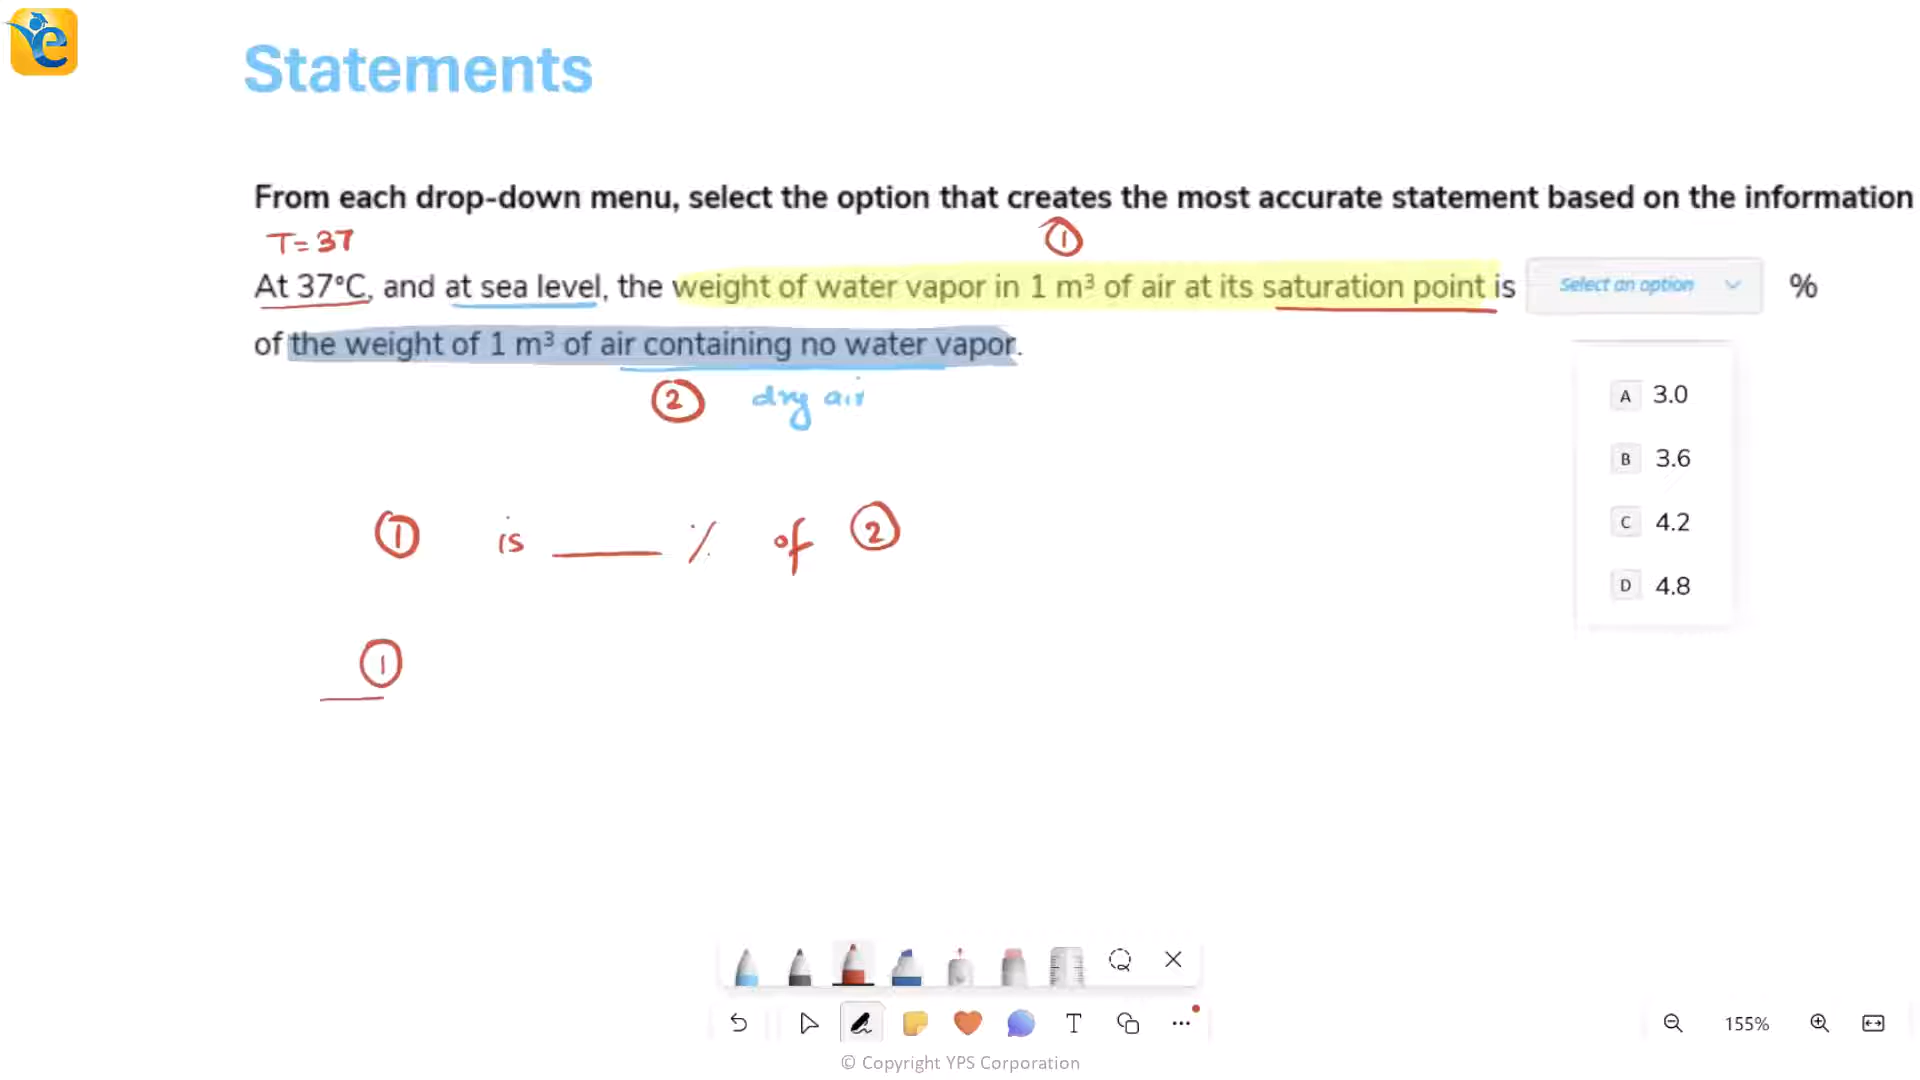 Statements
From each drop-down menu, select the option that creates the most accurate statement based on the information
T = 37
①
At 37°C, and at sea level, the weight of water vapor in 1 m³ of air at its saturation point is Select an option %
of the weight of 1 m³ of air containing no water vapor.
② dry air
A 3.0
B 3.6
C 4.2
D 4.8
① is ____ % of ②
①
155%
© Copyright YPS Corporation